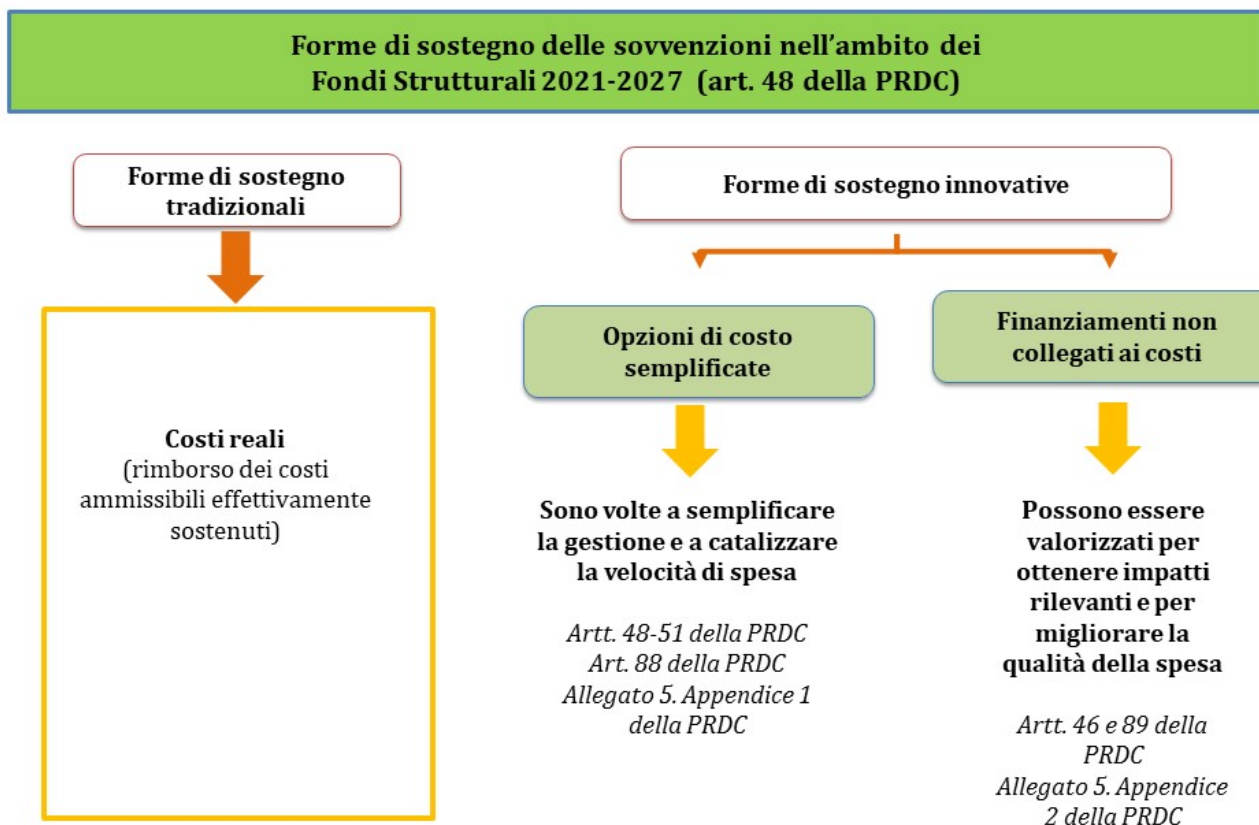 Forme di sostegno delle sovvenzioni nell'ambito dei
Fondi Strutturali 2021-2027 (art. 48 della PRDC)
Forme di sostegno
tradizionali
Costi reali
(rimborso dei costi
ammissibili effettivamente
sostenuti)
Forme di sostegno innovative
Opzioni di costo
semplificate
Sono volte a semplificare
la gestione e a catalizzare
la velocità di spesa
Artt. 48-51 della PRDC
Art. 88 della PRDC
Allegato 5. Appendice 1
della PRDC
Finanziamenti non
collegati ai costi
Possono essere
valorizzati per
ottenere impatti
rilevanti e per
migliorare la
qualità della spesa
Artt. 46 e 89 della
PRDC
Allegato 5. Appendice
2 della PRDC